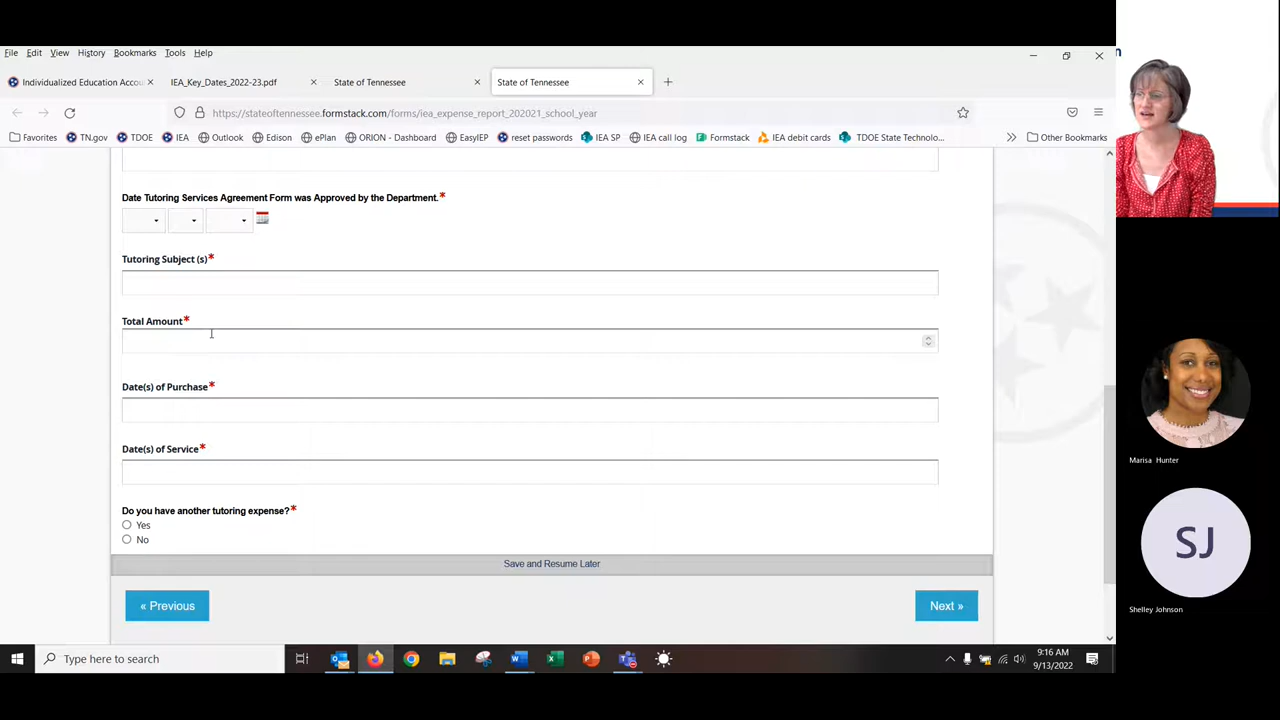 File Edit View History Bookmarks Tools Help
Individualized Education Accou
IEA_Key_Dates_2022-23.pdf
State of Tennessee
State of Tennessee
https://stateoftennessee.formstack.com/forms/iea_expense_report_202021_school_year
Favorites TN.gov TDOE IEA Outlook Edison ePlan ORION - Dashboard EasyIEP reset passwords IEA SP IEA call log Formstack IEA debit cards TDOE State Technolo... Other Bookmarks
Date Tutoring Services Agreement Form was Approved by the Department.*
Tutoring Subject (s)*
Total Amount*
Date(s) of Purchase*
Date(s) of Service*
Do you have another tutoring expense?*
Yes
No
Save and Resume Later
« Previous
Next »
Type here to search
9:16 AM
9/13/2022
Marisa Hunter
SJ
Shelley Johnson